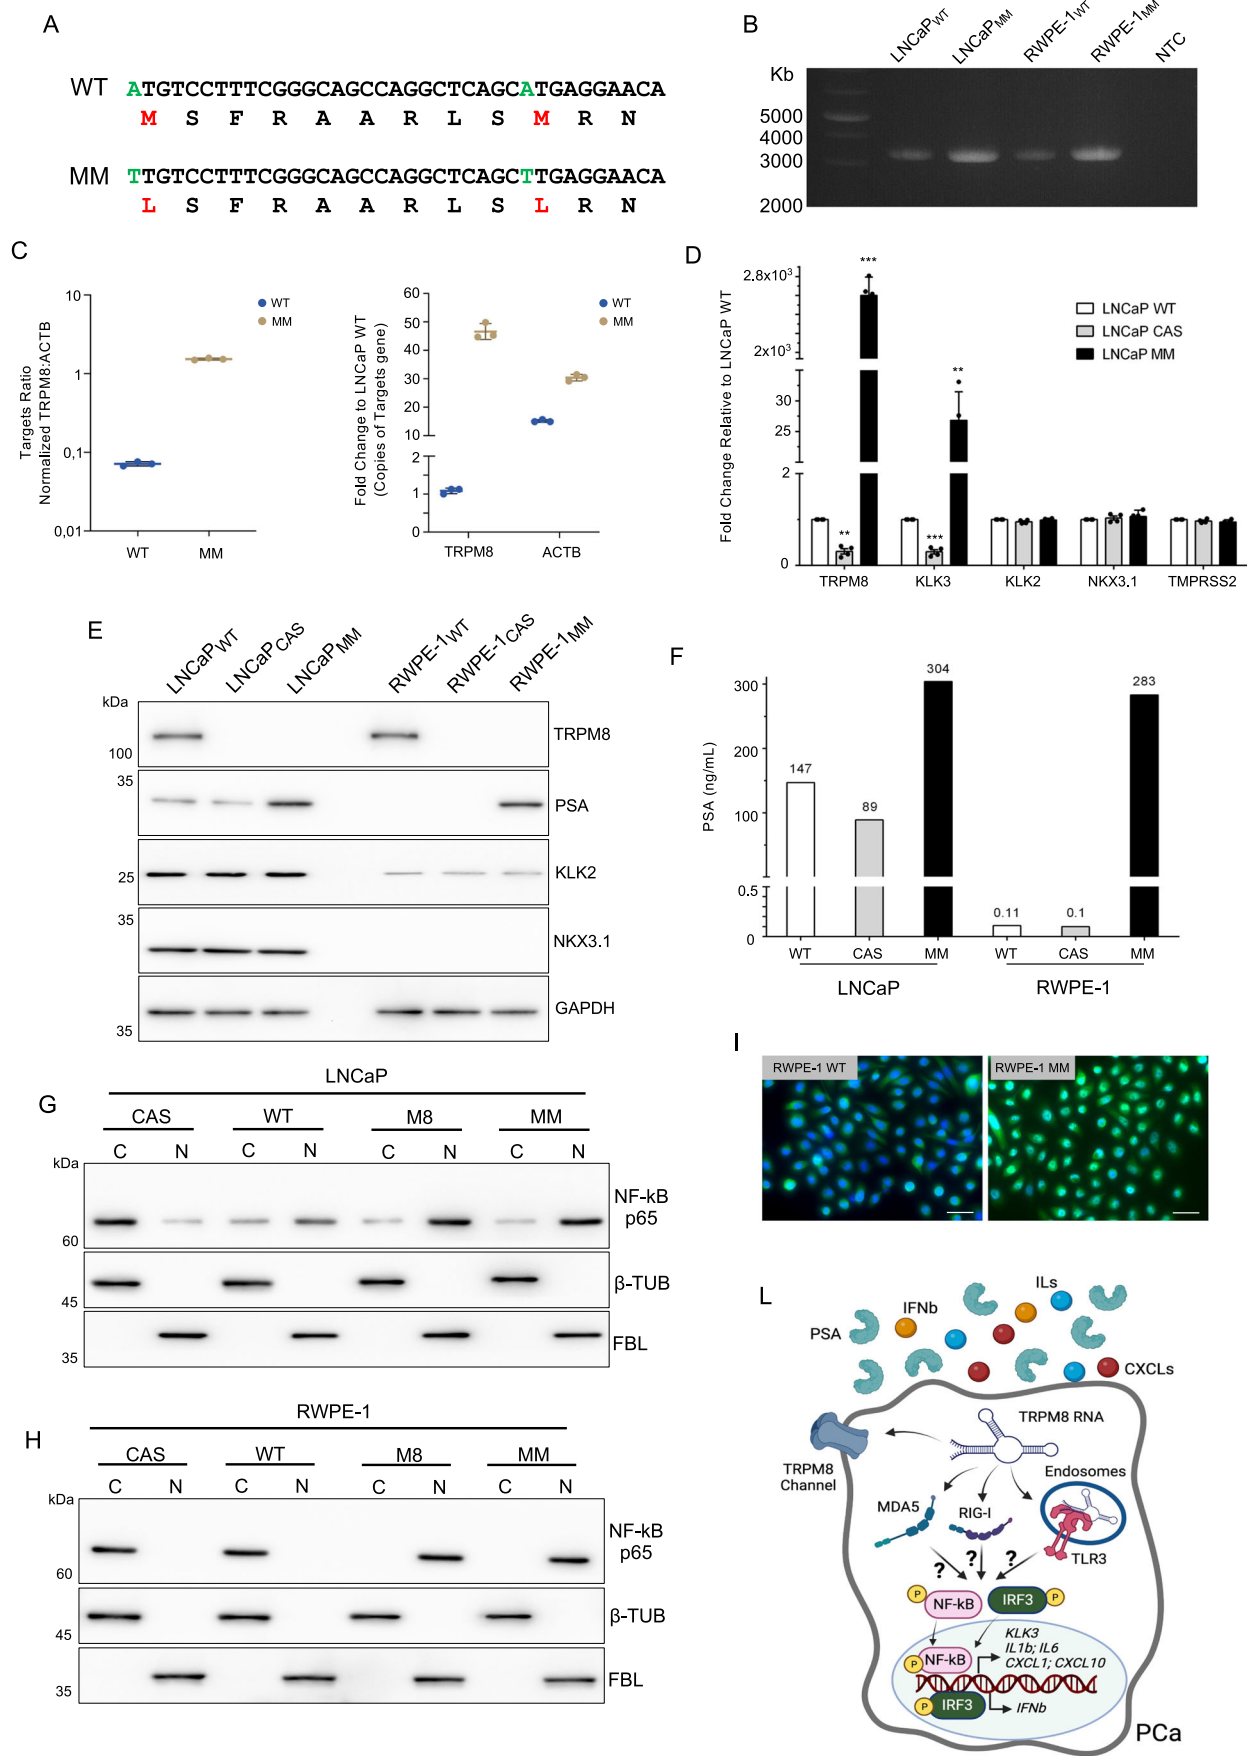 A
WT ATGTCCTTTCGGGCAGCCAGGCTCAGCATGAGGAACA
M S F R A A R L S M R N
MM TTGTCCTTTCGGGCAGCCAGGCTCAGCTTGAGGAACA
L S F R A A R L S L R N
B
LNCaPWT LNCaPMM RWPE-1WT RWPE-1MM NTC
Kb
5000
4000
3000
2000
C
Targets Ratio
Normalized TRPM8:ACTB
10
1
0,1
0,01
WT MM
WT
MM
Fold Change to LNCaP WT
(Copies of Targets gene)
60
50
40
30
20
10
2
1
0
TRPM8 ACTB
WT
MM
D
Fold Change Relative to LNCaP WT
2.8x10³
2x10³
30
25
2
0
*** ** ** ***
LNCaP WT
LNCaP CAS
LNCaP MM
TRPM8 KLK3 KLK2 NKX3.1 TMPRSS2
E
LNCaPWT LNCaPCAS LNCaPMM RWPE-1WT RWPE-1CAS RWPE-1MM
kDa
100
TRPM8
35
PSA
25
KLK2
35
NKX3.1
35
GAPDH
F
PSA (ng/mL)
300
200
100
0.5
0
147 89 304 0.11 0.1 283
WT CAS MM WT CAS MM
LNCaP RWPE-1
G
LNCaP
CAS WT M8 MM
C N C N C N C N
kDa
60
NF-kB
p65
45
β-TUB
35
FBL
H
RWPE-1
CAS WT M8 MM
C N C N C N C N
kDa
60
NF-kB
p65
45
β-TUB
35
FBL
I
RWPE-1 WT RWPE-1 MM
L
ILs
IFNb
PSA
CXCLs
TRPM8 RNA
TRPM8
Channel
Endosomes
MDA5
RIG-I
TLR3
? ? ?
P NF-kB IRF3 P
KLK3
IL1b; IL6
CXCL1; CXCL10
P NF-kB
P IRF3
IFNb
PCa